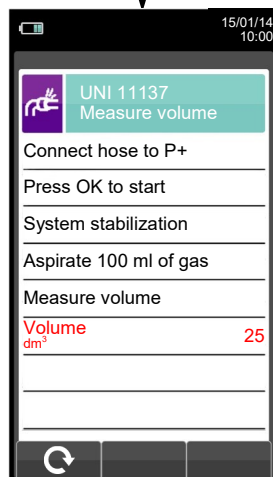 15/01/14
10:00
UNI 11137
Measure volume
Connect hose to P+
Press OK to start
System stabilization
Aspirate 100 ml of gas
Measure volume
Volume 25
dm³